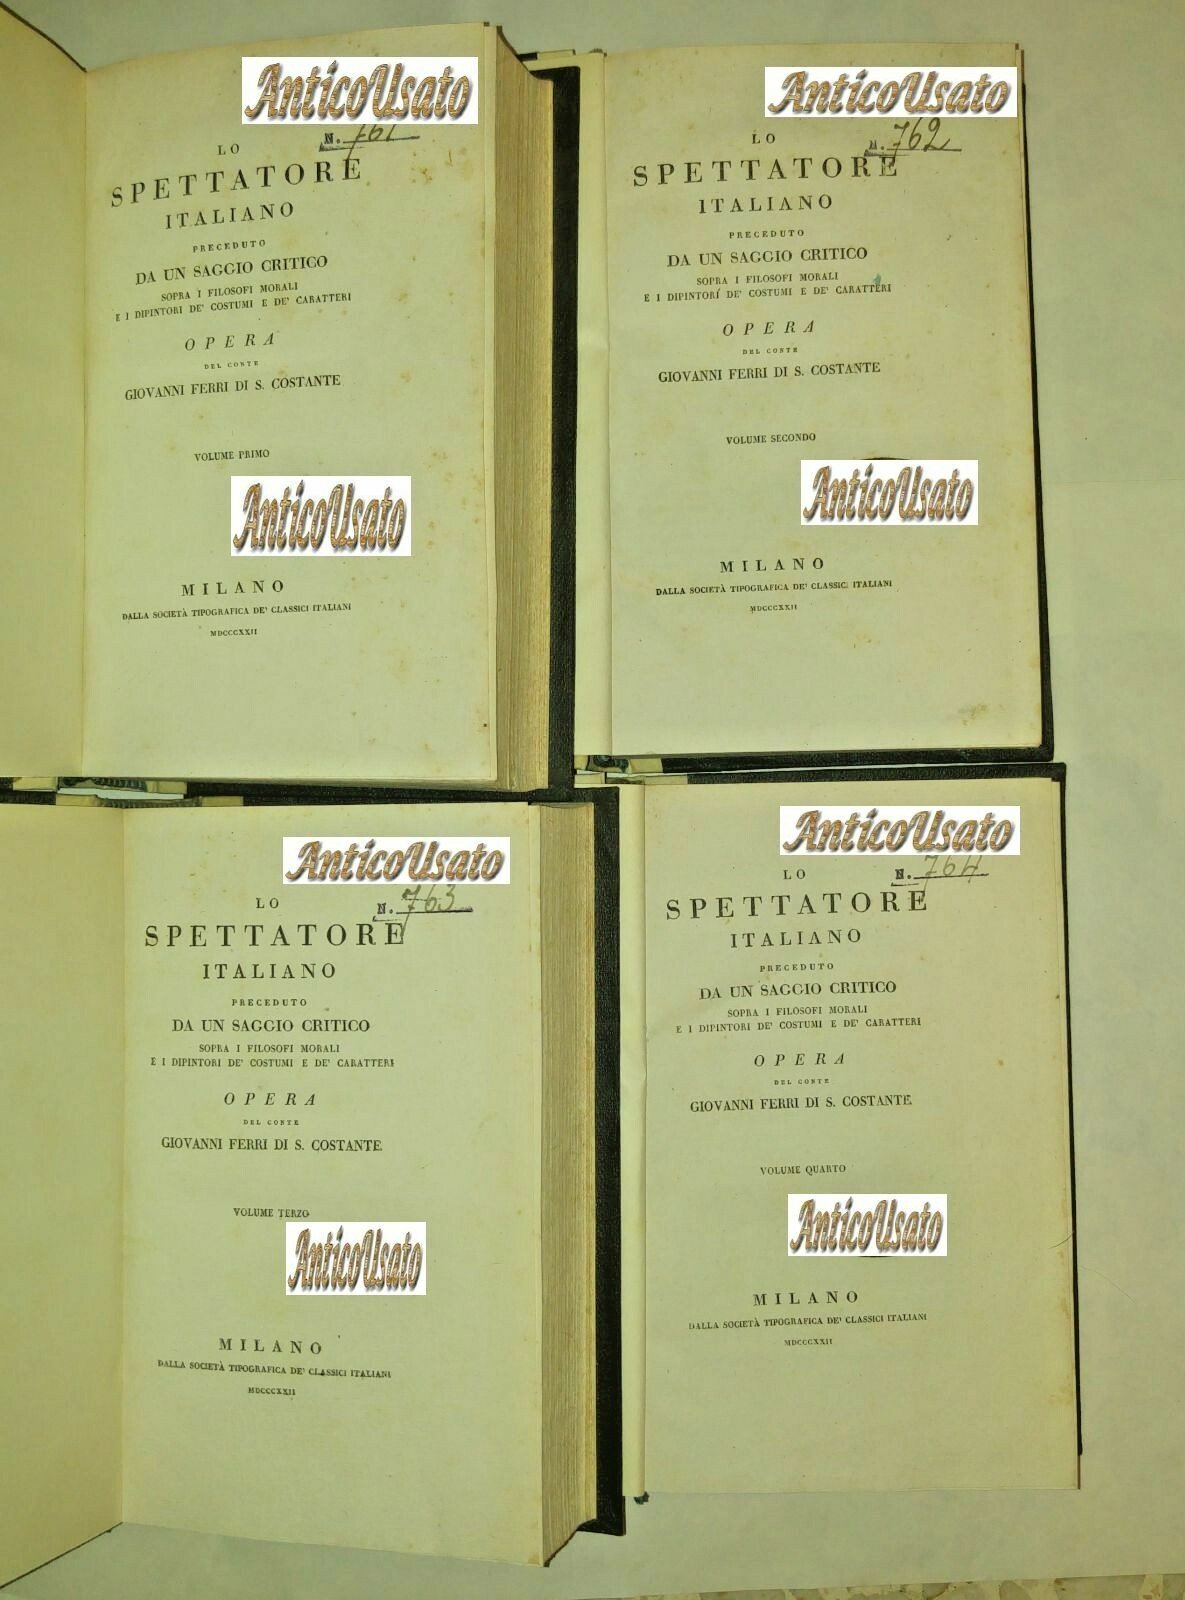 AnticoUsato
N. 761
LO
SPETTATORE
ITALIANO
PRECEDUTO
DA UN SAGGIO CRITICO
SOPRA I FILOSOFI MORALI
E I DIPINTORI DE' COSTUMI E DE' CARATTERI
OPERA
DEL CONTE
GIOVANNI FERRI DI S. COSTANTE
VOLUME PRIMO
AnticoUsato
MILANO
DALLA SOCIETÀ TIPOGRAFICA DE' CLASSICI ITALIANI
MDCCCXXII
AnticoUsato
N. 762
LO
SPETTATORE
ITALIANO
PRECEDUTO
DA UN SAGGIO CRITICO
SOPRA I FILOSOFI MORALI
E I DIPINTORI DE' COSTUMI E DE' CARATTERI
OPERA
DEL CONTE
GIOVANNI FERRI DI S. COSTANTE
VOLUME SECONDO
AnticoUsato
MILANO
DALLA SOCIETÀ TIPOGRAFICA DE' CLASSICI ITALIANI
MDCCCXXII
AnticoUsato
N. 763
LO
SPETTATORE
ITALIANO
PRECEDUTO
DA UN SAGGIO CRITICO
SOPRA I FILOSOFI MORALI
E I DIPINTORI DE' COSTUMI E DE' CARATTERI
OPERA
DEL CONTE
GIOVANNI FERRI DI S. COSTANTE
VOLUME TERZO
AnticoUsato
MILANO
DALLA SOCIETÀ TIPOGRAFICA DE' CLASSICI ITALIANI
MDCCCXXII
AnticoUsato
N. 764
LO
SPETTATORE
ITALIANO
PRECEDUTO
DA UN SAGGIO CRITICO
SOPRA I FILOSOFI MORALI
E I DIPINTORI DE' COSTUMI E DE' CARATTERI
OPERA
DEL CONTE
GIOVANNI FERRI DI S. COSTANTE
VOLUME QUARTO
AnticoUsato
MILANO
DALLA SOCIETÀ TIPOGRAFICA DE' CLASSICI ITALIANI
MDCCCXXII